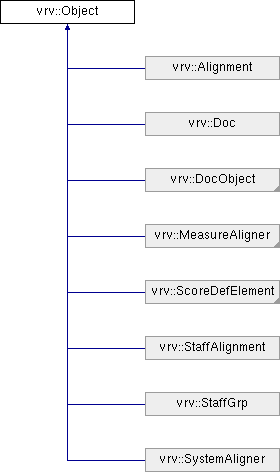 vrv::Object
vrv::Alignment
vrv::Doc
vrv::DocObject
vrv::MeasureAligner
vrv::ScoreDefElement
vrv::StaffAlignment
vrv::StaffGrp
vrv::SystemAligner